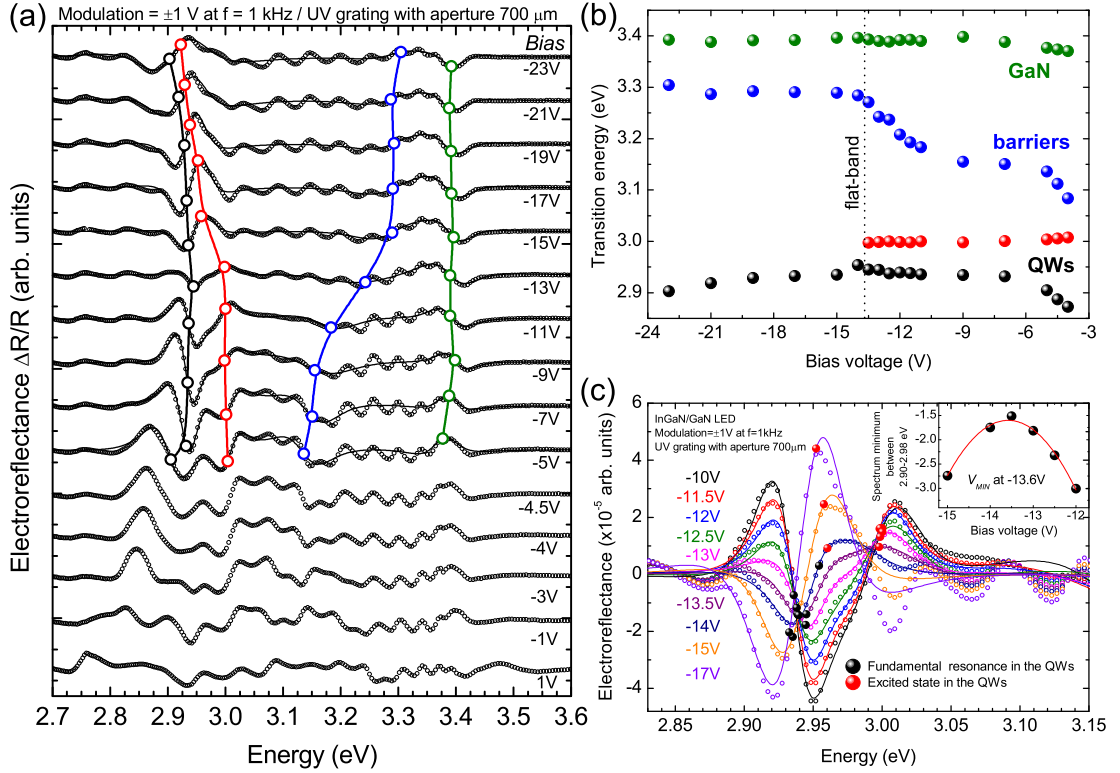 (a)
Modulation = ±1 V at f = 1 kHz / UV grating with aperture 700 μm
Bias
-23V
-21V
-19V
-17V
-15V
-13V
-11V
-9V
-7V
-5V
-4.5V
-4V
-3V
-1V
1V
Electroreflectance ΔR/R (arb. units)
2.7 2.8 2.9 3.0 3.1 3.2 3.3 3.4 3.5 3.6
Energy (eV)
(b)
3.4
3.3
3.2
3.1
3.0
2.9
Transition energy (eV)
GaN
barriers
flat-band
QWs
-24 -21 -18 -15 -12 -9 -6 -3
Bias voltage (V)
(c)
6
4
2
0
-2
-4
Electroreflectance (x10⁻⁵ arb. units)
InGaN/GaN LED
Modulation=±1V at f=1kHz
UV grating with aperture 700μm
-10V
-11.5V
-12V
-12.5V
-13V
-13.5V
-14V
-15V
-17V
Spectrum minimum
between
2.90-2.98 eV
-1.5
-2.0
-2.5
-3.0
V_MIN at -13.6V
-15 -14 -13 -12
Bias voltage (V)
Fundamental resonance in the QWs
Excited state in the QWs
2.85 2.90 2.95 3.00 3.05 3.10 3.15
Energy (eV)